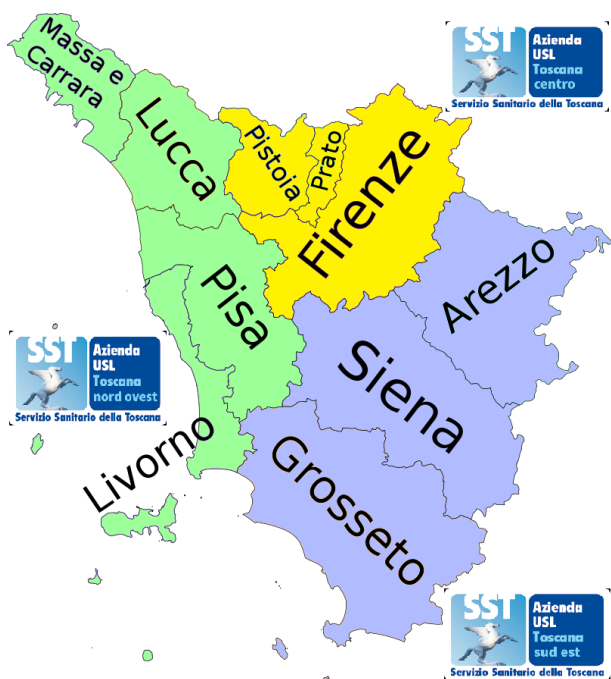 SST
Azienda
USL
Toscana
centro
Servizio Sanitario della Toscana
Massa e
Carrara
Lucca
Pistoia
Prato
Firenze
Arezzo
Pisa
Siena
SST
Azienda
USL
Toscana
nord ovest
Servizio Sanitario della Toscana
Livorno
Grosseto
SST
Azienda
USL
Toscana
sud est
Servizio Sanitario della Toscana